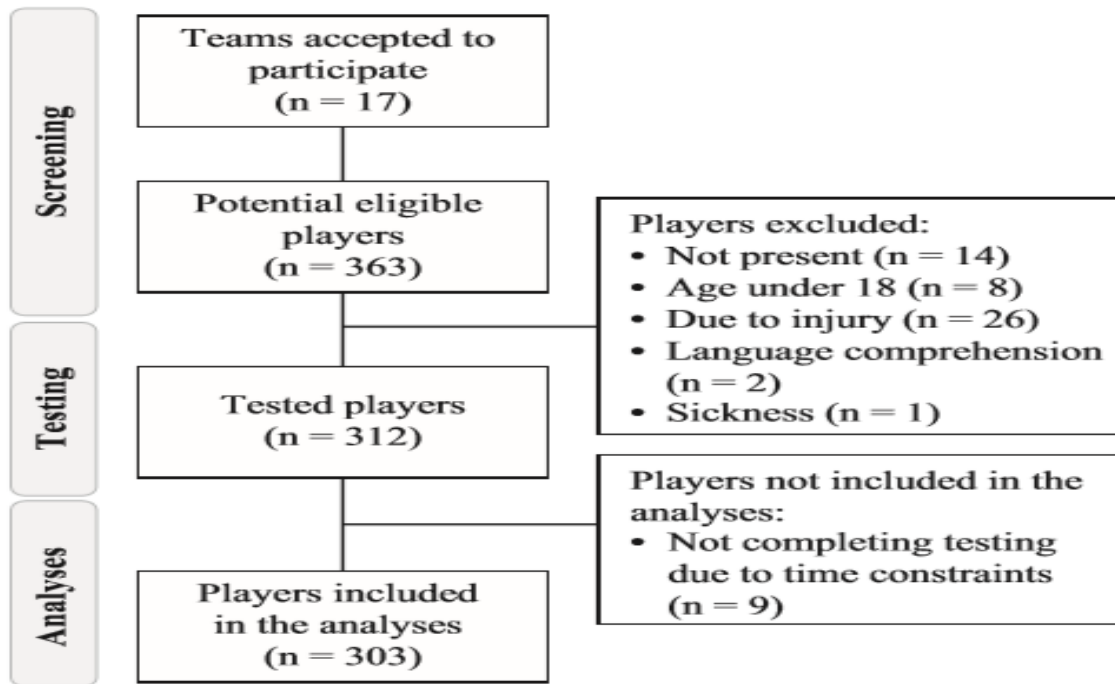 Screening
Teams accepted to
participate
(n = 17)
Potential eligible
players
(n = 363)
Players excluded:
• Not present (n = 14)
• Age under 18 (n = 8)
• Due to injury (n = 26)
• Language comprehension
(n = 2)
• Sickness (n = 1)
Testing
Tested players
(n = 312)
Players not included in the
analyses:
• Not completing testing
due to time constraints
(n = 9)
Analyses
Players included
in the analyses
(n = 303)